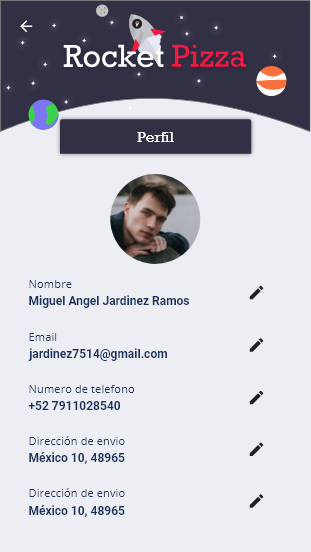 Rocket Pizza
Perfil
Nombre
Miguel Angel Jardinez Ramos
Email
jardinez7514@gmail.com
Numero de telefono
+52 7911028540
Dirección de envio
México 10, 48965
Dirección de envio
México 10, 48965